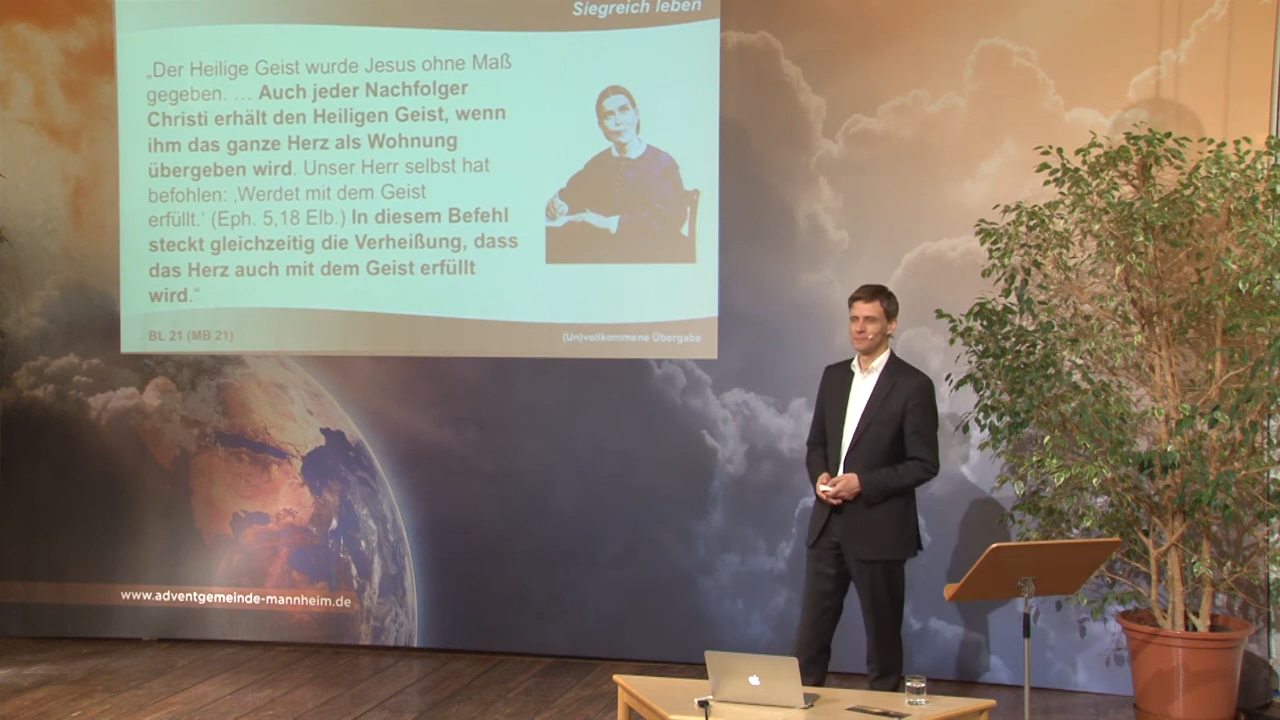 Siegreich leben
„Der Heilige Geist wurde Jesus ohne Maß
gegeben. … Auch jeder Nachfolger
Christi erhält den Heiligen Geist, wenn
ihm das ganze Herz als Wohnung
übergeben wird. Unser Herr selbst hat
befohlen: ‚Werdet mit dem Geist
erfüllt.‘ (Eph. 5,18 Elb.) In diesem Befehl
steckt gleichzeitig die Verheißung, dass
das Herz auch mit dem Geist erfüllt
wird.“
BL 21 (MB 21)
(Un)vollkommene Übergabe
www.adventgemeinde-mannheim.de